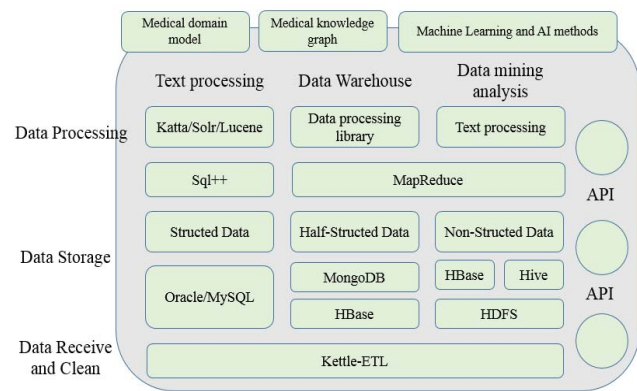 Medical domain
model
Medical knowledge
graph
Machine Learning and AI methods
Text processing
Data Warehouse
Data mining
analysis
Data Processing
Katta/Solr/Lucene
Data processing
library
Text processing
Sql++
MapReduce
API
Structed Data
Half-Structed Data
Non-Structed Data
Data Storage
Oracle/MySQL
MongoDB
HBase
Hive
API
HBase
HDFS
Data Receive
and Clean
Kettle-ETL